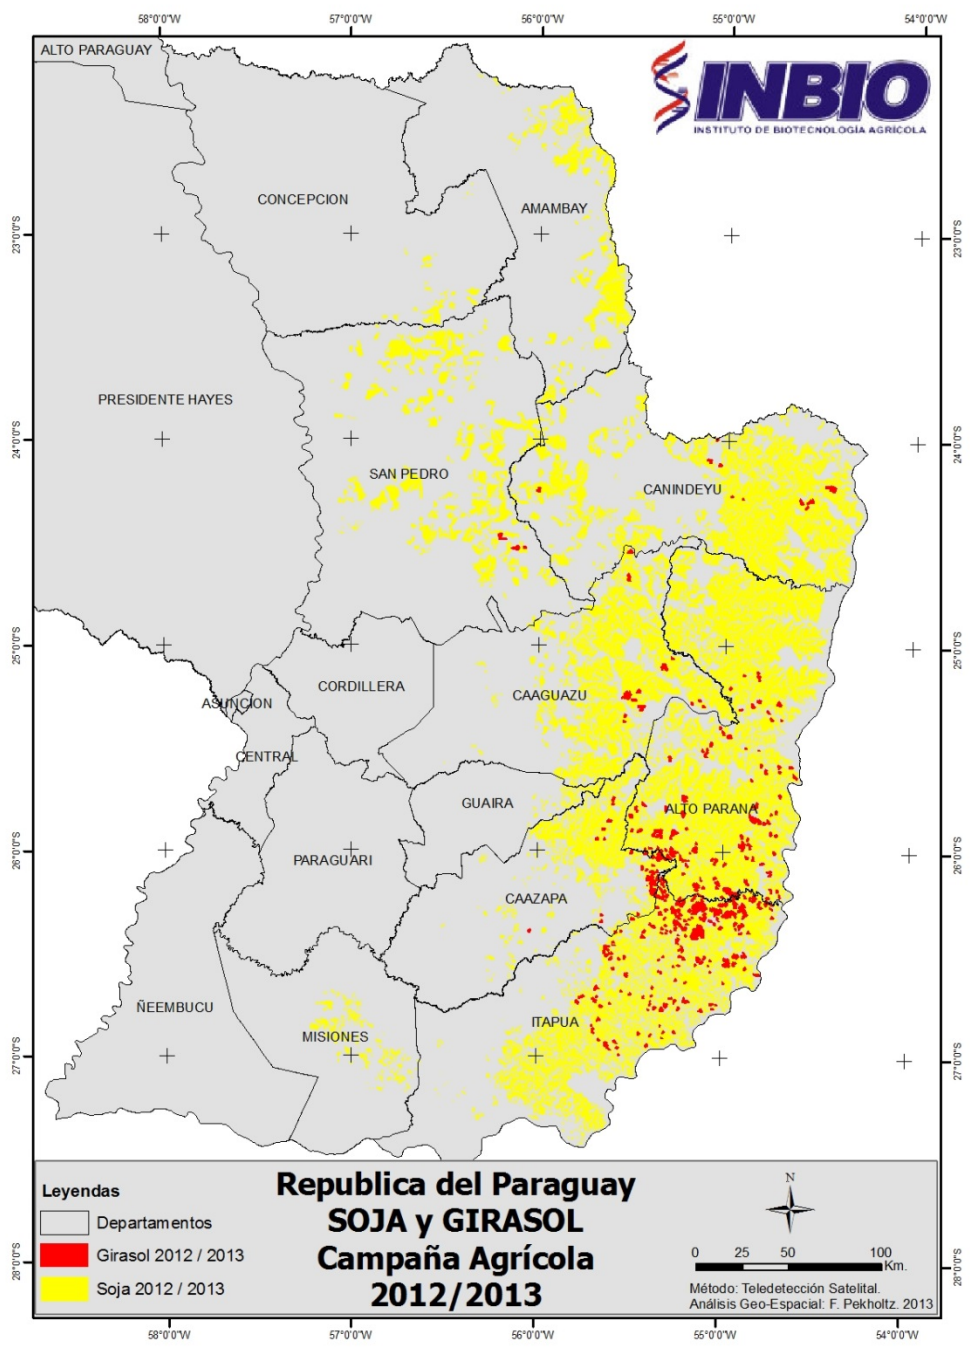 58°0'0"W 57°0'0"W 56°0'0"W 55°0'0"W 54°0'0"W
ALTO PARAGUAY
INBIO
INSTITUTO DE BIOTECNOLOGÍA AGRÍCOLA
CONCEPCION
AMAMBAY
23°0'0"S 23°0'0"S
PRESIDENTE HAYES
24°0'0"S 24°0'0"S
SAN PEDRO
CANINDEYU
25°0'0"S 25°0'0"S
CORDILLERA
CAAGUAZU
ASUNCION
CENTRAL
GUAIRA
ALTO PARANA
26°0'0"S 26°0'0"S
PARAGUARI
CAAZAPA
ÑEEMBUCU
ITAPUA
MISIONES
27°0'0"S 27°0'0"S
Leyendas
Departamentos
Girasol 2012 / 2013
Soja 2012 / 2013
Republica del Paraguay
SOJA y GIRASOL
Campaña Agrícola
2012/2013
N
0 25 50 100
Km.
Método: Teledetección Satelital.
Análisis Geo-Espacial: F. Pekholtz. 2013
28°0'0"S 28°0'0"S
58°0'0"W 57°0'0"W 56°0'0"W 55°0'0"W 54°0'0"W